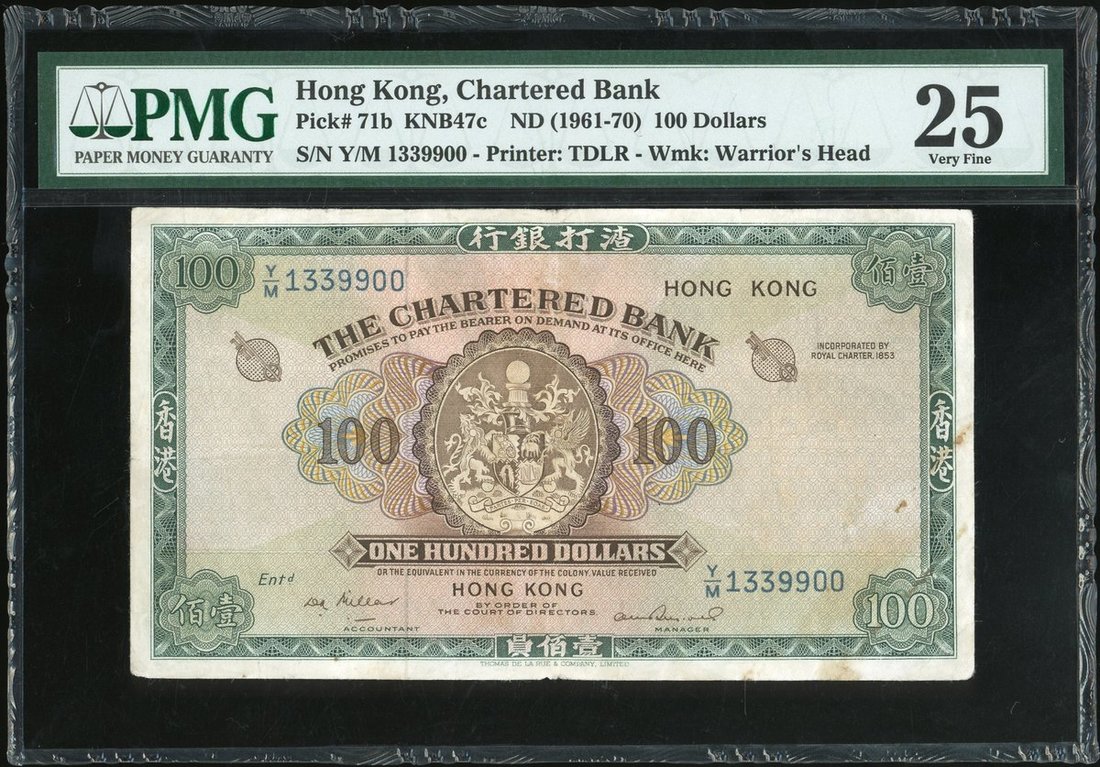 PMG
PAPER MONEY GUARANTY
Hong Kong, Chartered Bank
Pick# 71b KNB47c ND (1961-70) 100 Dollars
S/N Y/M 1339900 - Printer: TDLR - Wmk: Warrior's Head
25
Very Fine
行銀打渣
100
Y/M 1339900
HONG KONG
佰壹
THE CHARTERED BANK
PROMISES TO PAY THE BEARER ON DEMAND AT ITS OFFICE HERE
INCORPORATED BY
ROYAL CHARTER. 1853
香港
100
100
香港
ONE HUNDRED DOLLARS
OR THE EQUIVALENT IN THE CURRENCY OF THE COLONY, VALUE RECEIVED
Entd
HONG KONG
Y/M 1339900
BY ORDER OF
THE COURT OF DIRECTORS.
佰壹
ACCOUNTANT
MANAGER
100
員佰壹
THOMAS DE LA RUE & COMPANY, LIMITED